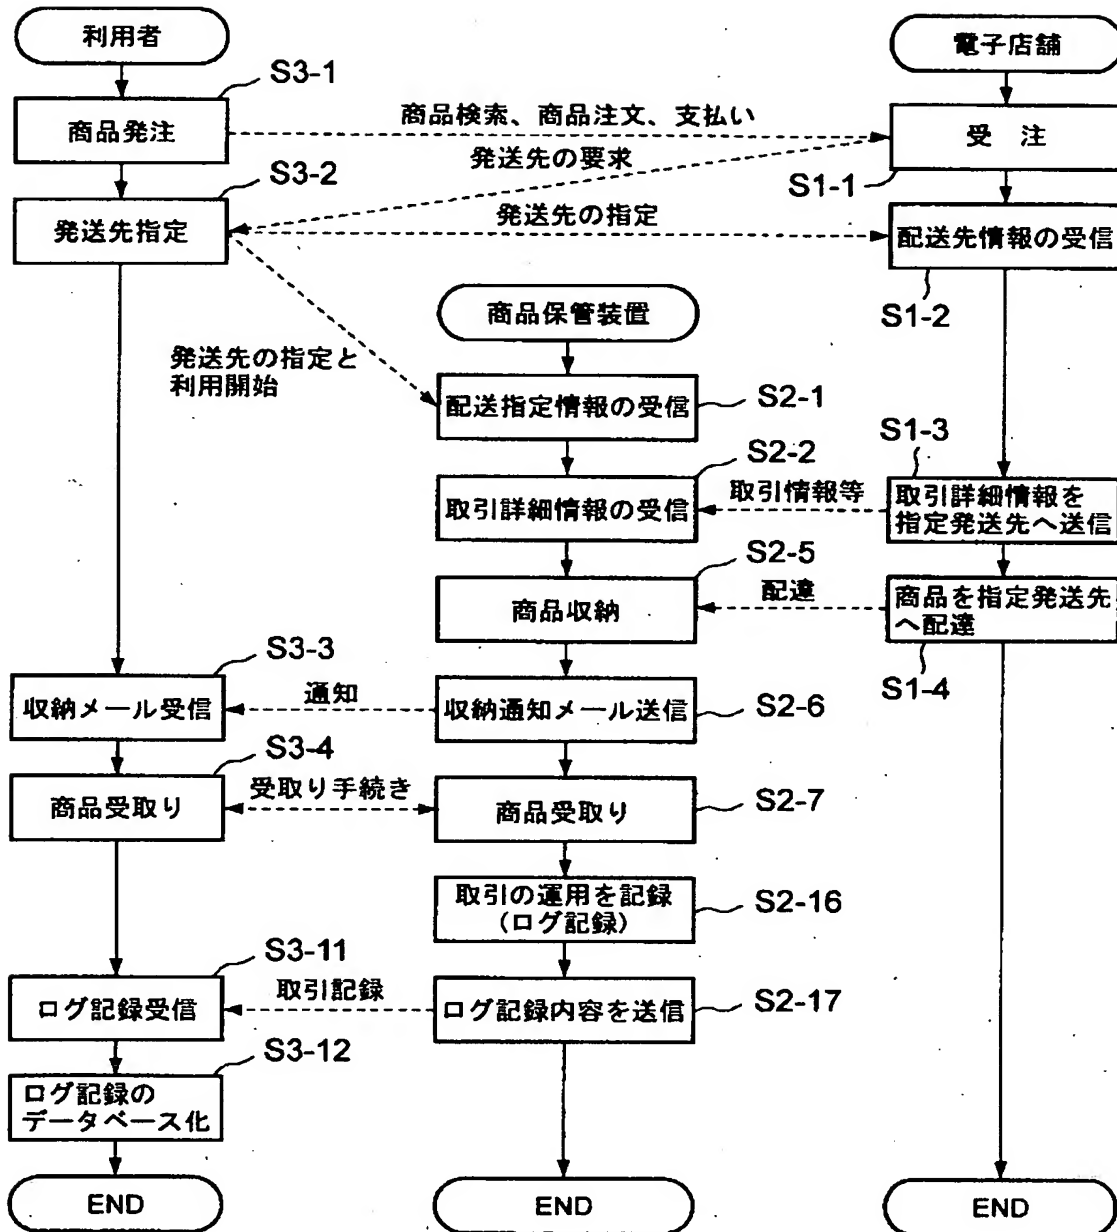 利用者
電子店舗
S3-1
商品発注
商品検索、商品注文、支払い
受 注
S3-2
発送先の要求
S1-1
発送先指定
発送先の指定
配送先情報の受信
S1-2
商品保管装置
発送先の指定と
利用開始
配送指定情報の受信
S2-1
S1-3
S2-2
取引詳細情報の受信
取引情報等
取引詳細情報を
指定発送先へ送信
S2-5
商品収納
配達
商品を指定発送先
へ配達
S1-4
S3-3
収納メール受信
通知
収納通知メール送信
S2-6
S3-4
商品受取り
受取り手続き
商品受取り
S2-7
取引の運用を記録
(ログ記録)
S2-16
S3-11
ログ記録受信
取引記録
ログ記録内容を送信
S2-17
S3-12
ログ記録の
データベース化
END
END
END